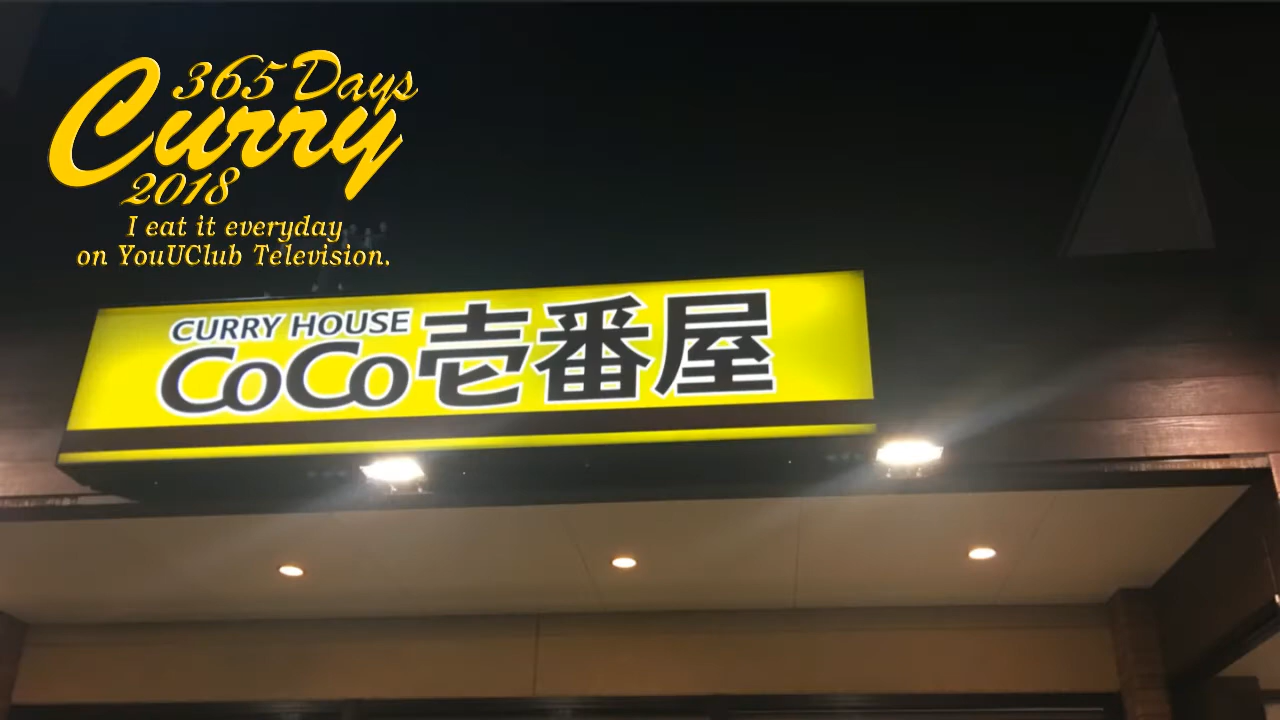 365 Days
Curry
2018
I eat it everyday
on YouUClub Television.
CURRY HOUSE
CoCo壱番屋